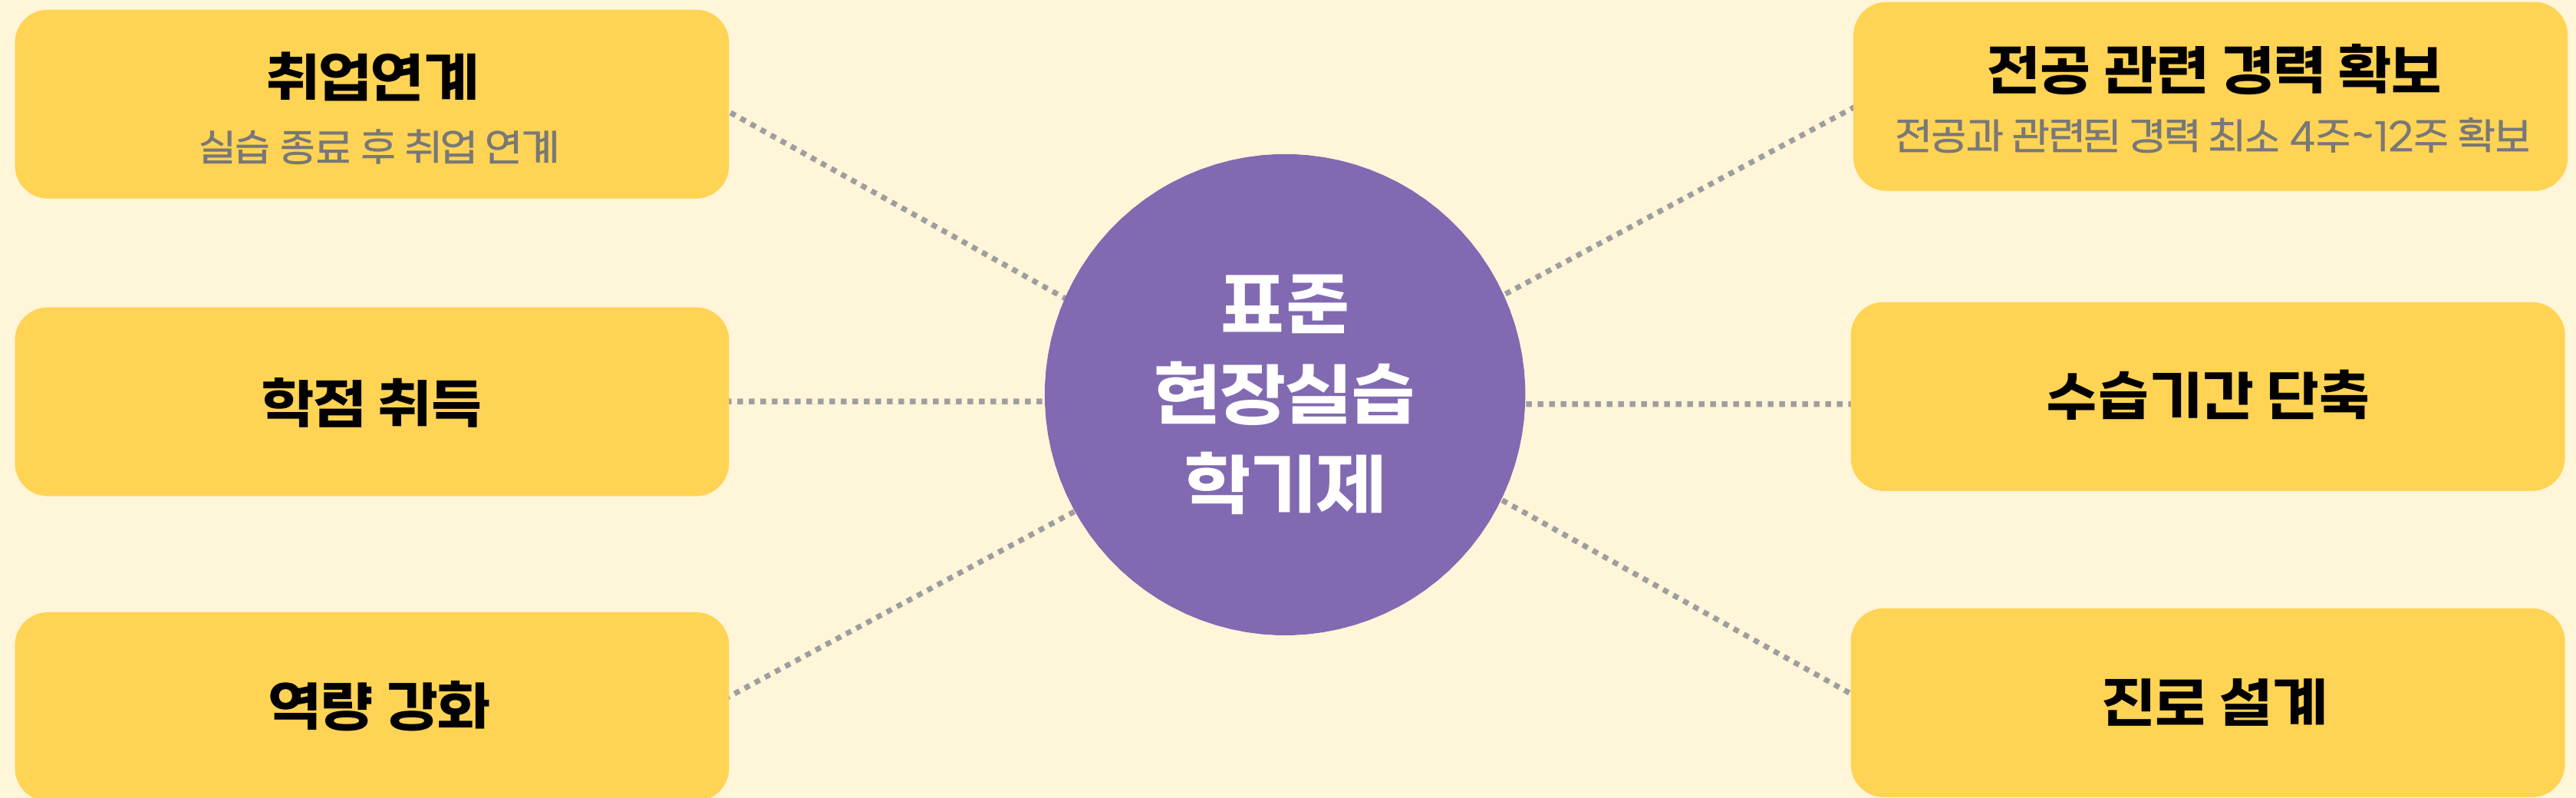 취업연계
실습 종료 후 취업 연계
학점 취득
역량 강화
표준
현장실습
학기제
전공 관련 경력 확보
전공과 관련된 경력 최소 4주~12주 확보
수습기간 단축
진로 설계